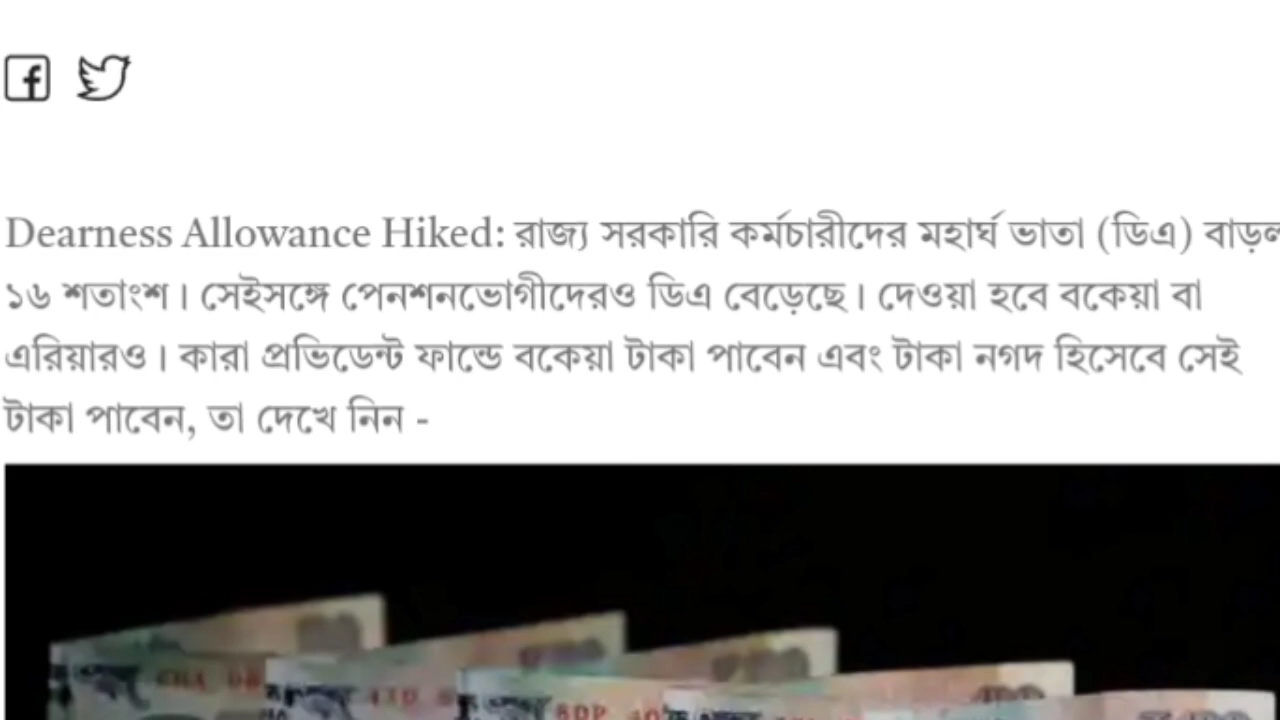 Dearness Allowance Hiked: রাজ্য সরকারি কর্মচারীদের মহার্ঘ ভাতা (ডিএ) বাড়ল
১৬ শতাংশ। সেইসঙ্গে পেনশনভোগীদেরও ডিএ বেড়েছে। দেওয়া হবে বকেয়া বা
এরিয়ারও। কারা প্রভিডেন্ট ফান্ডে বকেয়া টাকা পাবেন এবং টাকা নগদ হিসেবে সেই
টাকা পাবেন, তা দেখে নিন -